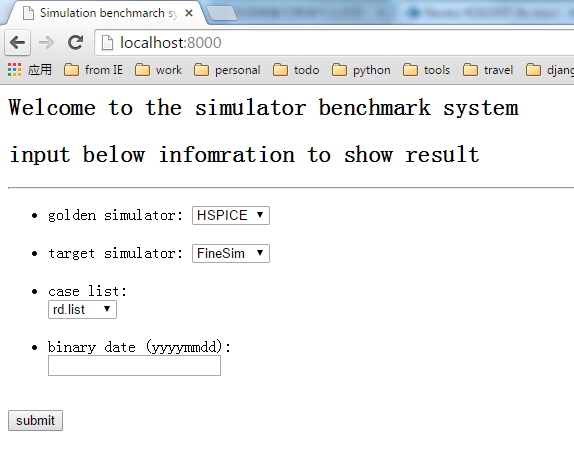 Simulation benchmarch sy
localhost:8000
应用 from IE work personal todo python tools travel djang
Welcome to the simulator benchmark system
input below infomration to show result
golden simulator: HSPICE
target simulator: FineSim
case list:
rd.list
binary date (yyyymmdd):
submit